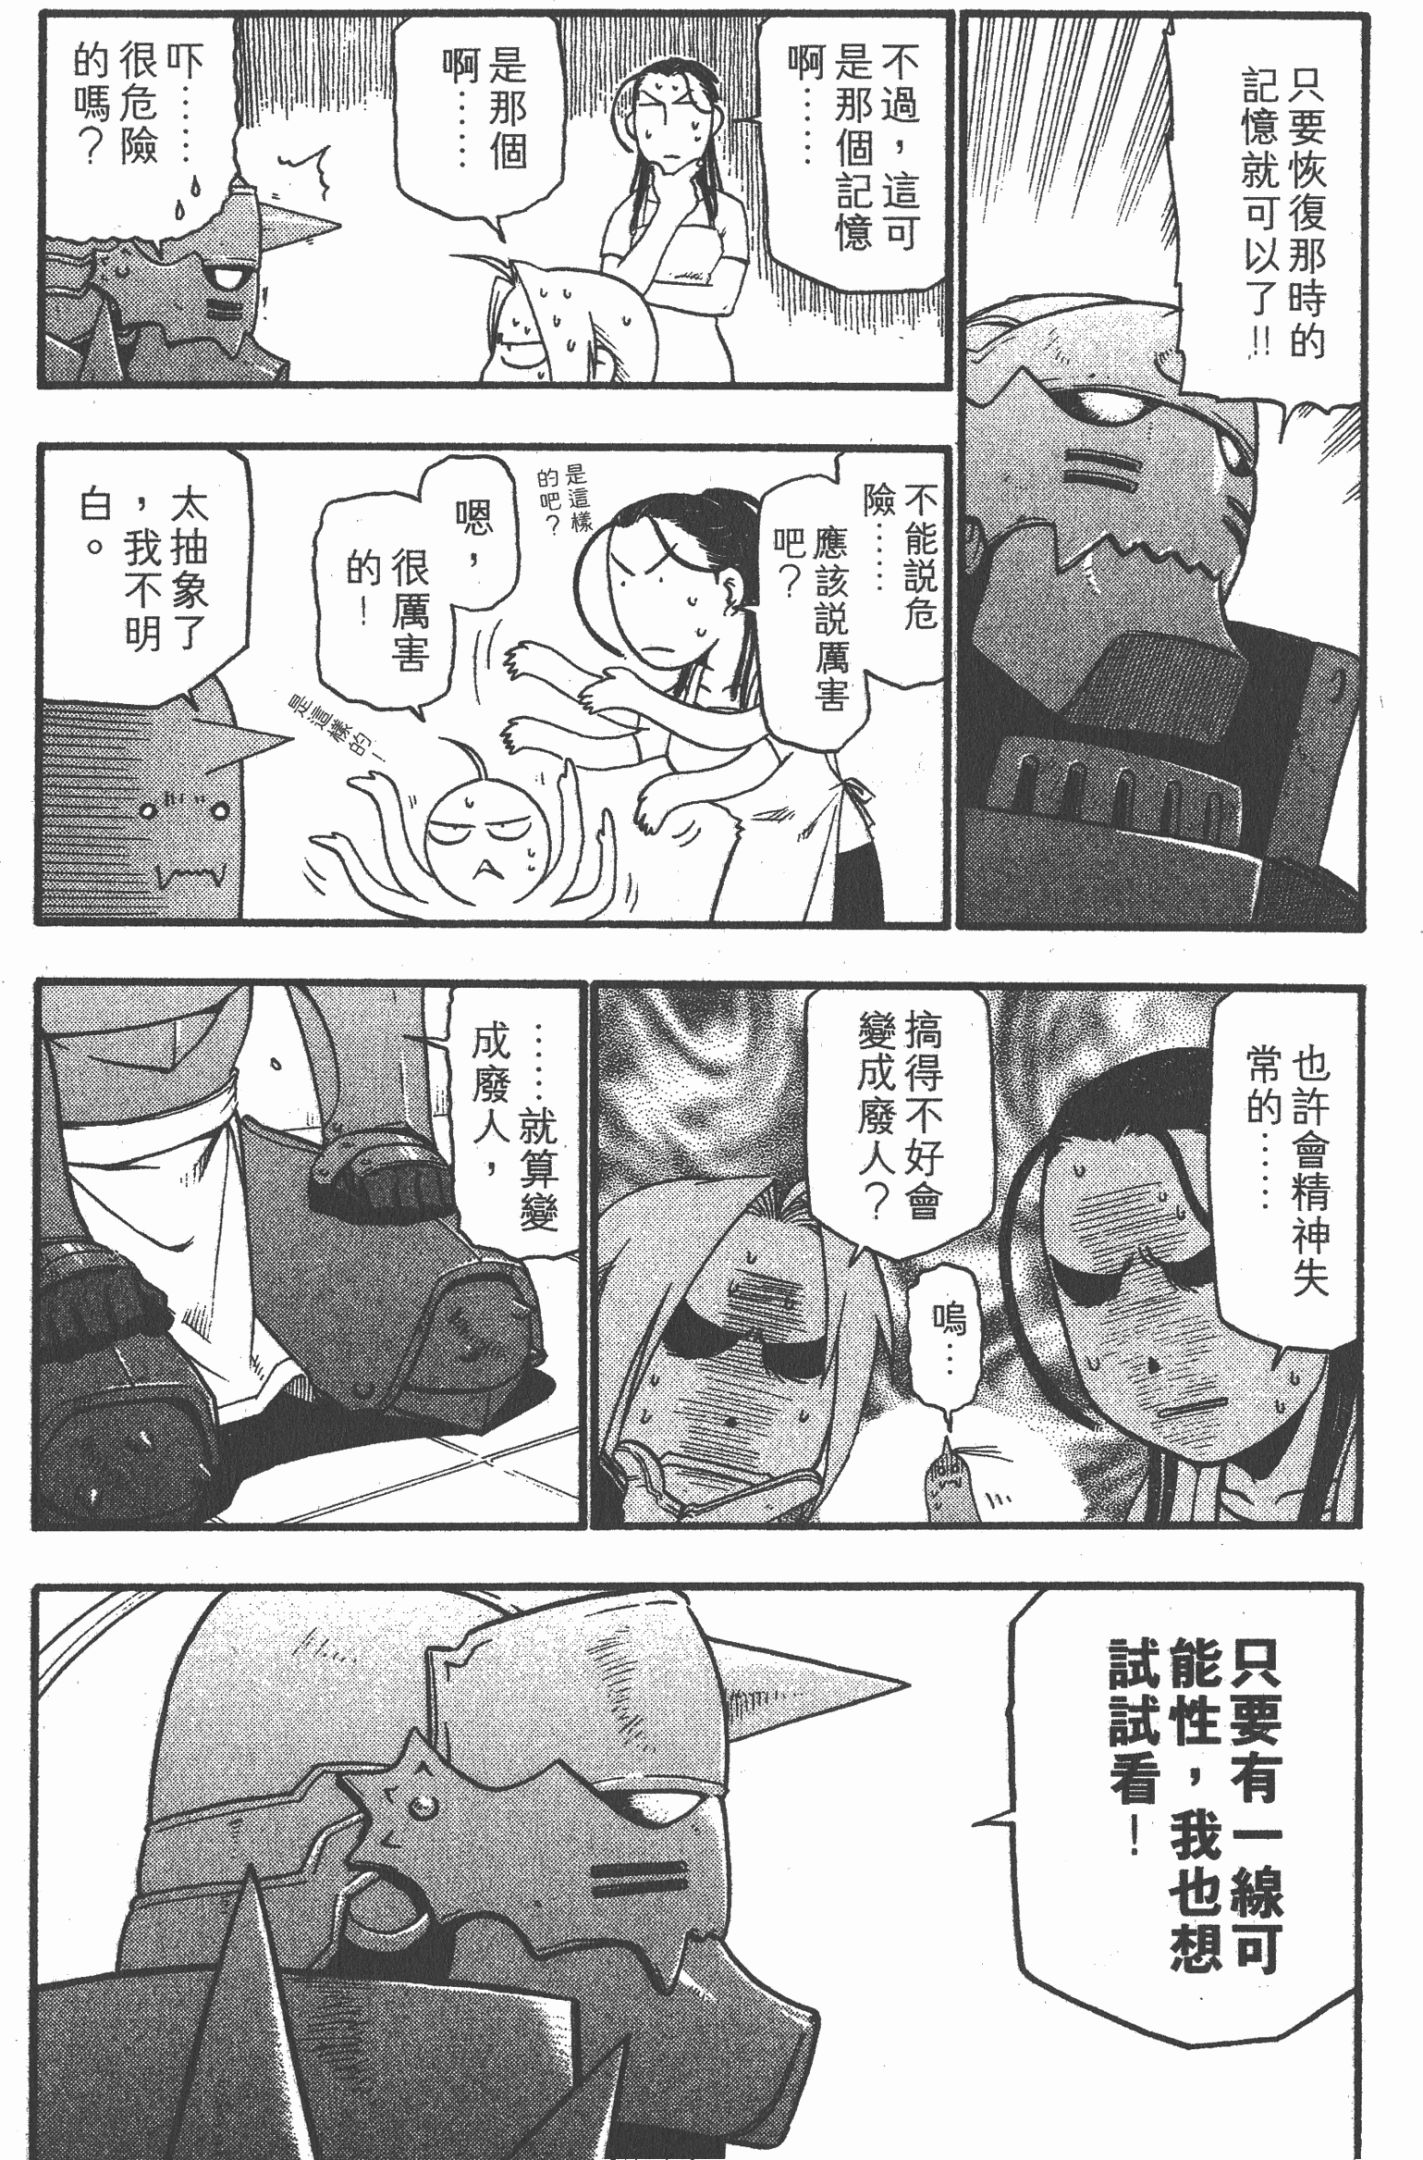 只要恢復那時的
記憶就可以了!!
不過，這可
是那個記憶
啊……
是那個
啊……
吓……
很危險
的嗎？
不能説危
險……
應該説厲害
吧？
是這樣
的吧？
嗯，
很厲害
的！
是這樣的！
太抽象了
，我不明
白。
也許會精神失
常的……
搞得不好會
變成廢人？
嗚…
……就算變
成廢人，
只要有一線可
能性，我也想
試試看！